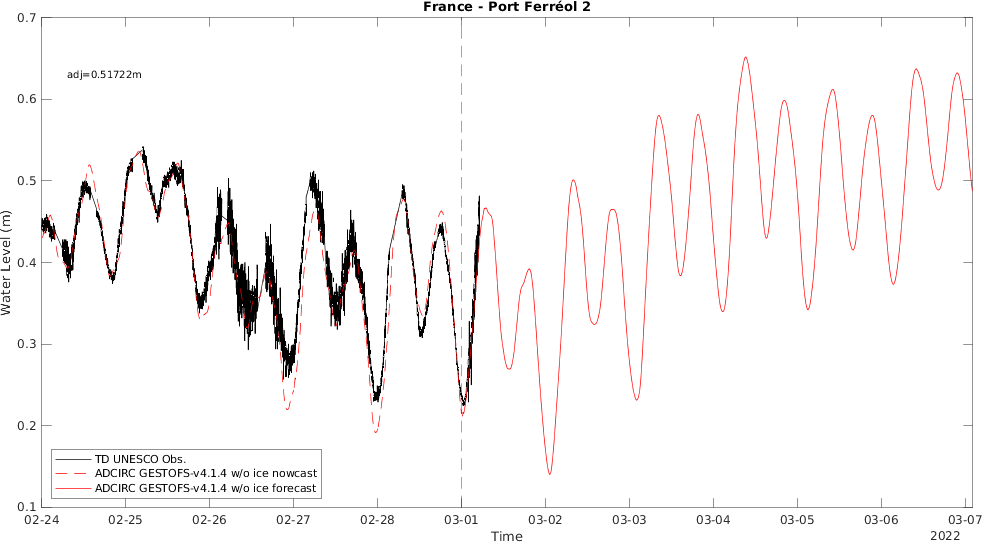 France - Port Ferréol 2
0.7
adj=0.51722m
0.6
0.5
0.4
0.3
0.2
0.1
Water Level (m)
TD UNESCO Obs.
ADCIRC GESTOFS-v4.1.4 w/o ice nowcast
ADCIRC GESTOFS-v4.1.4 w/o ice forecast
02-24 02-25 02-26 02-27 02-28 03-01 03-02 03-03 03-04 03-05 03-06 03-07
Time
2022